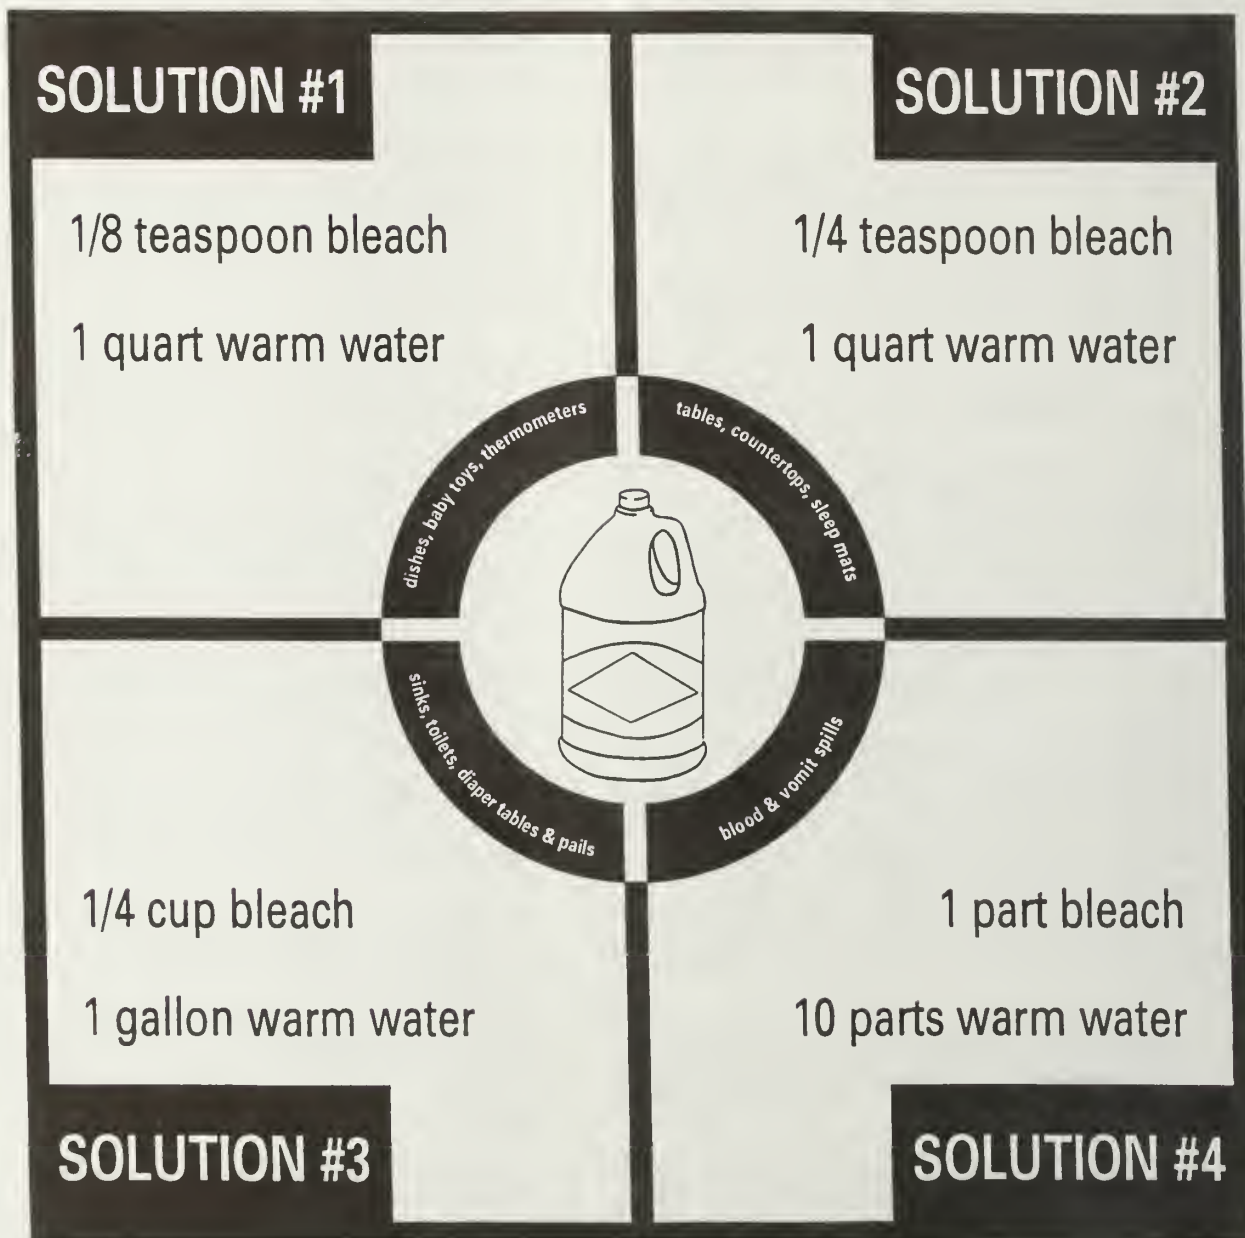 SOLUTION #1
1/8 teaspoon bleach
1 quart warm water
dishes, baby toys, thermometers
SOLUTION #2
1/4 teaspoon bleach
1 quart warm water
tables, countertops, sleep mats
sinks, toilets, diaper tables & pails
1/4 cup bleach
1 gallon warm water
SOLUTION #3
blood & vomit spills
1 part bleach
10 parts warm water
SOLUTION #4